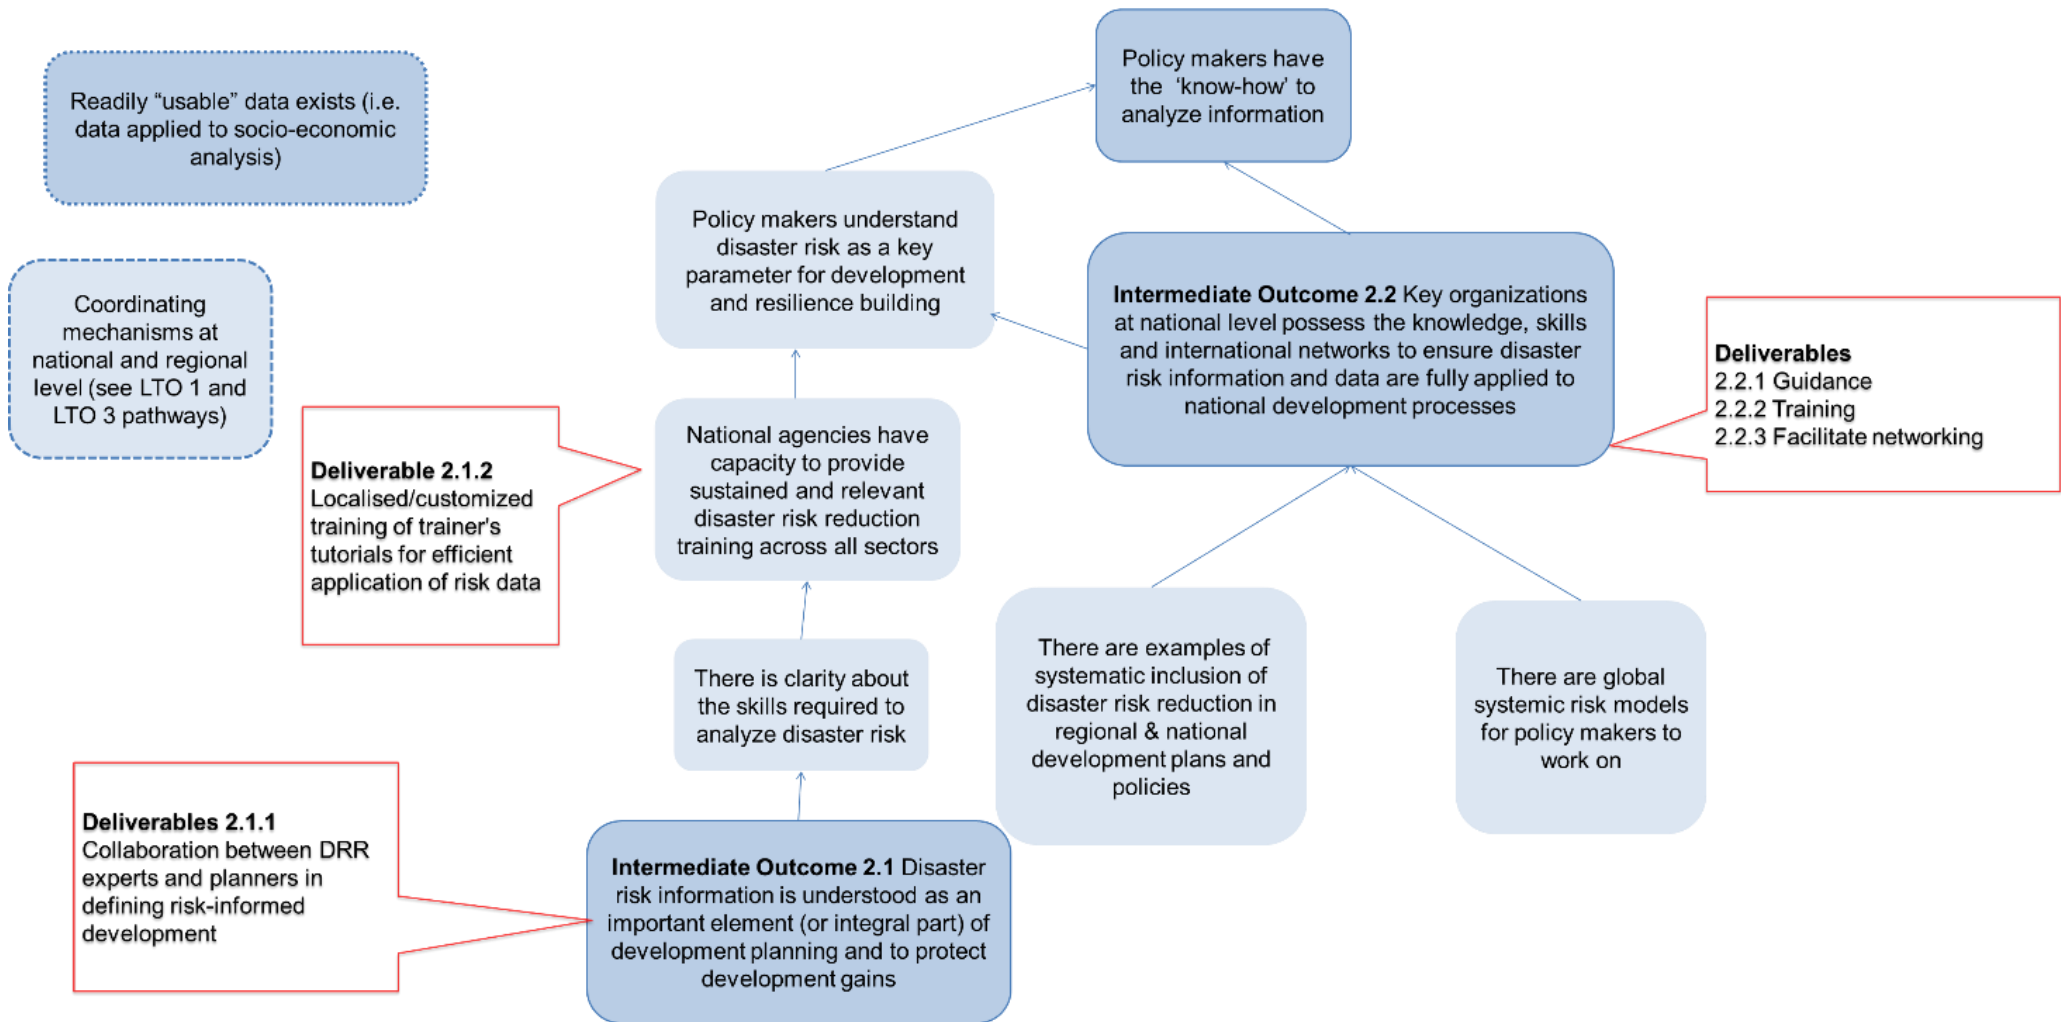 Readily “usable” data exists (i.e.
data applied to socio-economic
analysis)
Policy makers have
the ‘know-how’ to
analyze information
Policy makers understand
disaster risk as a key
parameter for development
and resilience building
Coordinating
mechanisms at
national and regional
level (see LTO 1 and
LTO 3 pathways)
Intermediate Outcome 2.2 Key organizations
at national level possess the knowledge, skills
and international networks to ensure disaster
risk information and data are fully applied to
national development processes
Deliverables
2.2.1 Guidance
2.2.2 Training
2.2.3 Facilitate networking
Deliverable 2.1.2
Localised/customized
training of trainer's
tutorials for efficient
application of risk data
National agencies have
capacity to provide
sustained and relevant
disaster risk reduction
training across all sectors
There is clarity about
the skills required to
analyze disaster risk
There are examples of
systematic inclusion of
disaster risk reduction in
regional & national
development plans and
policies
There are global
systemic risk models
for policy makers to
work on
Deliverables 2.1.1
Collaboration between DRR
experts and planners in
defining risk-informed
development
Intermediate Outcome 2.1 Disaster
risk information is understood as an
important element (or integral part) of
development planning and to protect
development gains